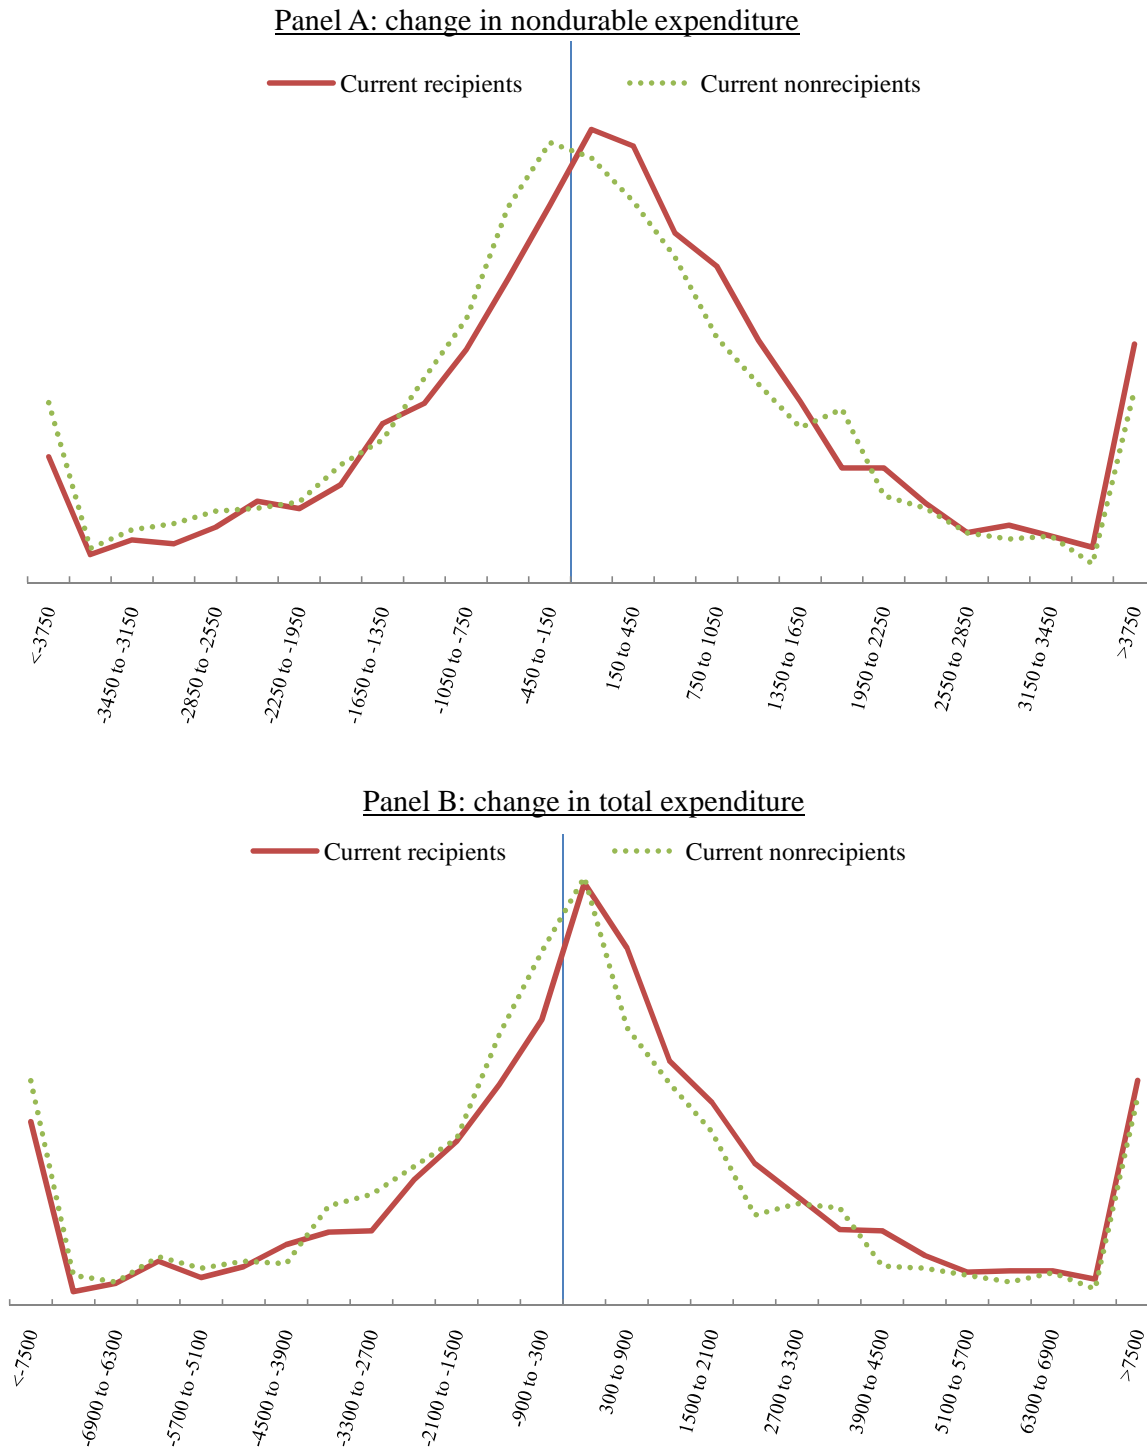 Panel A: change in nondurable expenditure
Current recipients
Current nonrecipients
<-3750
-3450 to -3150
-2850 to -2550
-2250 to -1950
-1650 to -1350
-1050 to -750
-450 to -150
150 to 450
750 to 1050
1350 to 1650
1950 to 2250
2550 to 2850
3150 to 3450
>3750
Panel B: change in total expenditure
Current recipients
Current nonrecipients
<-7500
-6900 to -6300
-5700 to -5100
-4500 to -3900
-3300 to -2700
-2100 to -1500
-900 to -300
300 to 900
1500 to 2100
2700 to 3300
3900 to 4500
5100 to 5700
6300 to 6900
>7500